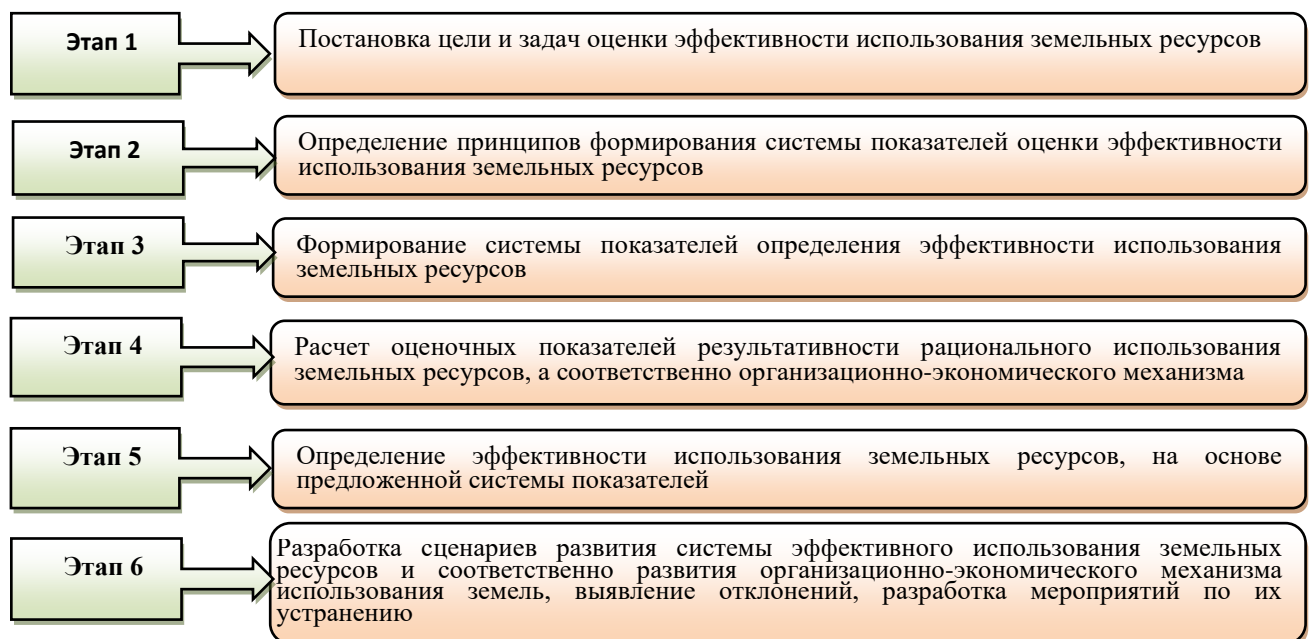 Этап 1
Постановка цели и задач оценки эффективности использования земельных ресурсов
Этап 2
Определение принципов формирования системы показателей оценки эффективности
использования земельных ресурсов
Этап 3
Формирование системы показателей определения эффективности использования
земельных ресурсов
Этап 4
Расчет оценочных показателей результативности рационального использования
земельных ресурсов, а соответственно организационно-экономического механизма
Этап 5
Определение эффективности использования земельных ресурсов, на основе
предложенной системы показателей
Этап 6
Разработка сценариев развития системы эффективного использования земельных
ресурсов и соответственно развития организационно-экономического механизма
использования земель, выявление отклонений, разработка мероприятий по их
устранению